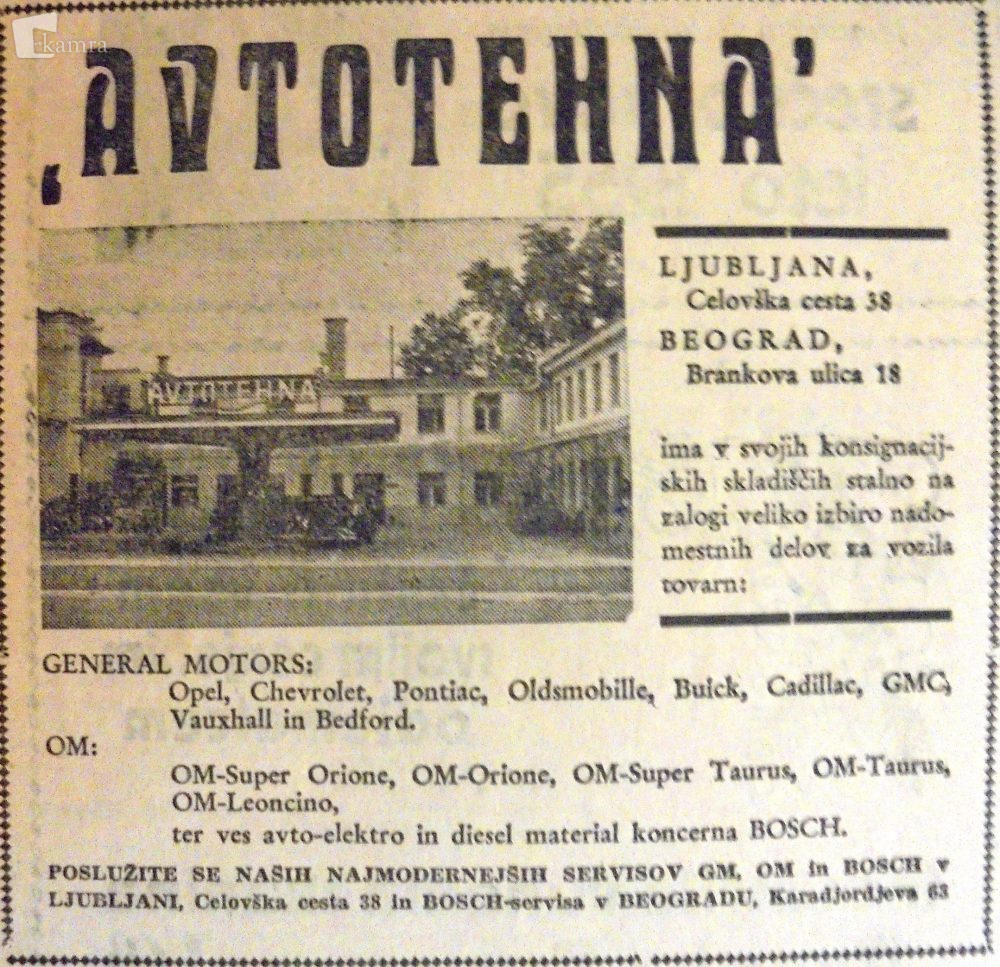 kamra
‚AVTOTEHNA’
AVTOTEHNA
LJUBLJANA,
Celovška cesta 38
BEOGRAD,
Brankova ulica 18
ima v svojih konsignacij-
skih skladiščih stalno na
zalogi veliko izbiro nado-
mestnih delov za vozila
tovarn:
GENERAL MOTORS:
Opel, Chevrolet, Pontiac, Oldsmobille, Buick, Cadillac, GMC,
Vauxhall in Bedford.
OM:
OM-Super Orione, OM-Orione, OM-Super Taurus, OM-Taurus,
OM-Leoncino,
ter ves avto-elektro in diesel material koncerna BOSCH.
POSLUŽITE SE NAŠIH NAJMODERNEJŠIH SERVISOV GM, OM in BOSCH v
LJUBLJANI, Celovška cesta 38 in BOSCH-servisa v BEOGRADU, Karadjordjeva 63